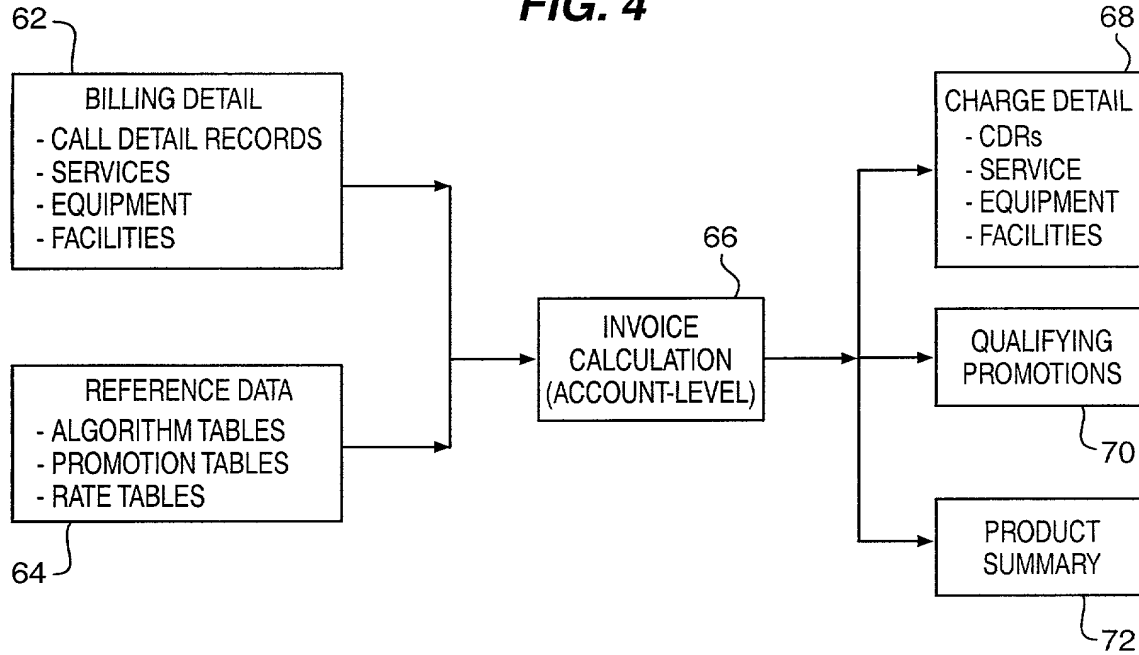 FIG. 4
62
BILLING DETAIL
- CALL DETAIL RECORDS
- SERVICES
- EQUIPMENT
- FACILITIES
REFERENCE DATA
- ALGORITHM TABLES
- PROMOTION TABLES
- RATE TABLES
64
66
INVOICE
CALCULATION
(ACCOUNT-LEVEL)
68
CHARGE DETAIL
- CDRs
- SERVICE
- EQUIPMENT
- FACILITIES
QUALIFYING
PROMOTIONS
70
PRODUCT
SUMMARY
72